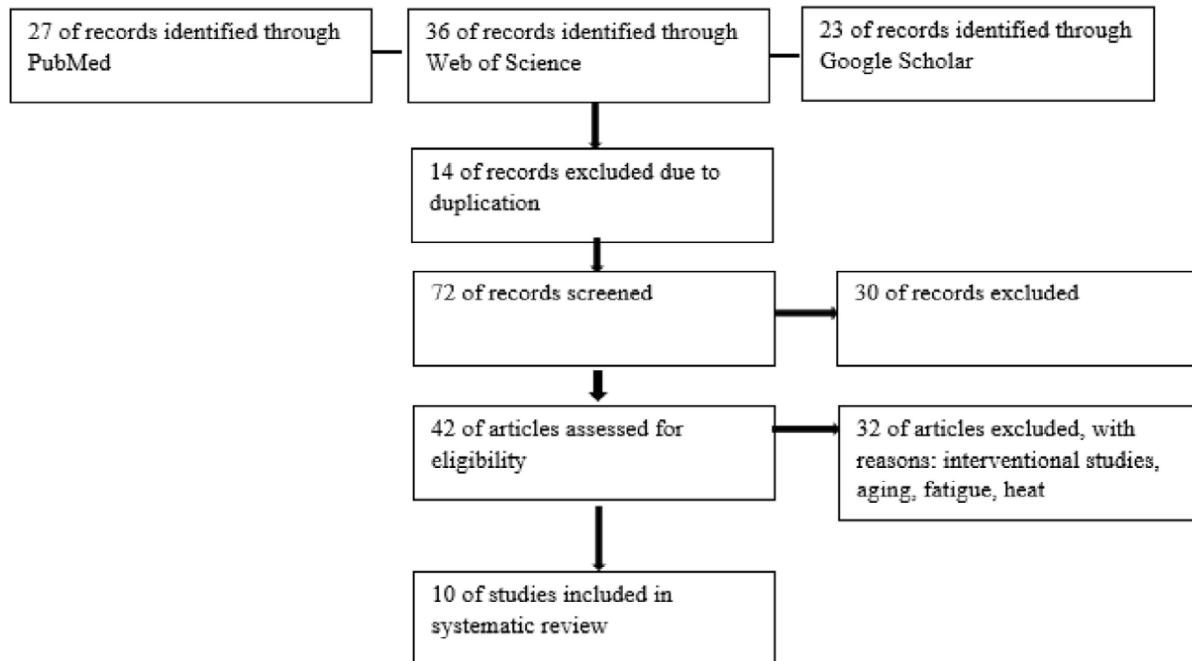 27 of records identified through
PubMed
36 of records identified through
Web of Science
23 of records identified through
Google Scholar
14 of records excluded due to
duplication
72 of records screened
30 of records excluded
42 of articles assessed for
eligibility
32 of articles excluded, with
reasons: interventional studies,
aging, fatigue, heat
10 of studies included in
systematic review